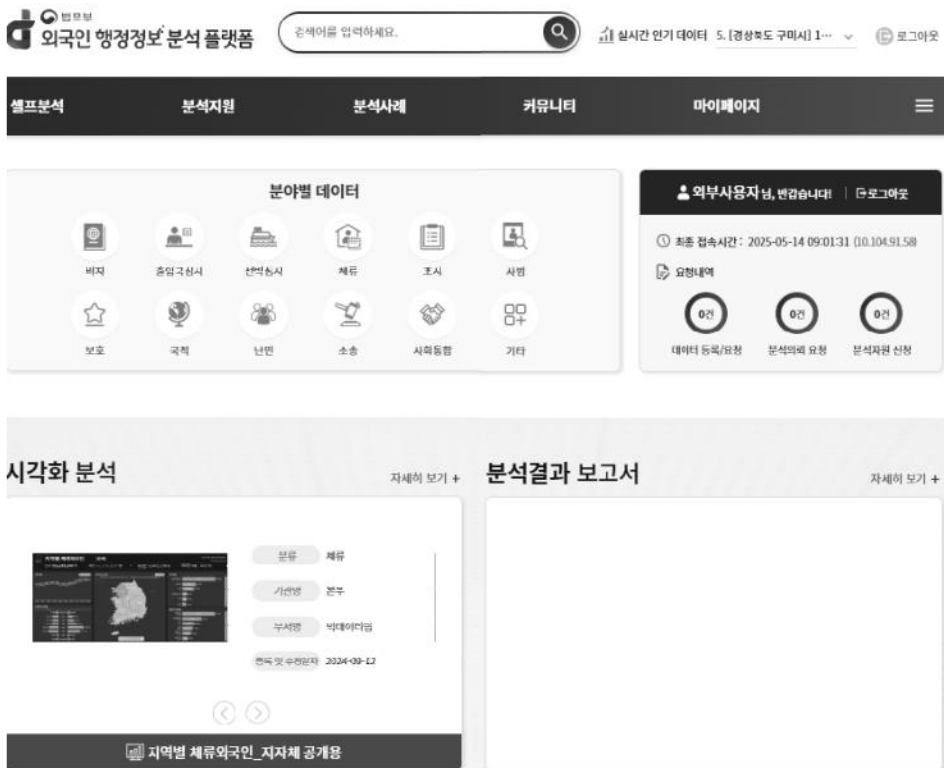 법무부
외국인 행정정보 분석 플랫폼
검색어를 입력하세요.
실시간 인기 데이터 5. [경상북도 구미시] 1···
로그아웃
셀프분석 분석지원 분석사례 커뮤니티 마이페이지
분야별 데이터
비자 출입국심사 선박심사 체류 조사 사범
보호 국적 난민 소송 사회통합 기타
외부사용자님, 반갑습니다! 로그아웃
최종 접속시간 : 2025-05-14 09:01:31 (10.104.91.58)
요청내역
0건 0건 0건
데이터 등록/요청 분석의뢰 요청 분석자원 신청
시각화 분석
자세히 보기 +
분류 체류
기관명 본부
부서명 빅데이터팀
등록 및 수정일자 2024-09-12
지역별 체류외국인_지자체 공개용
분석결과 보고서
자세히 보기 +